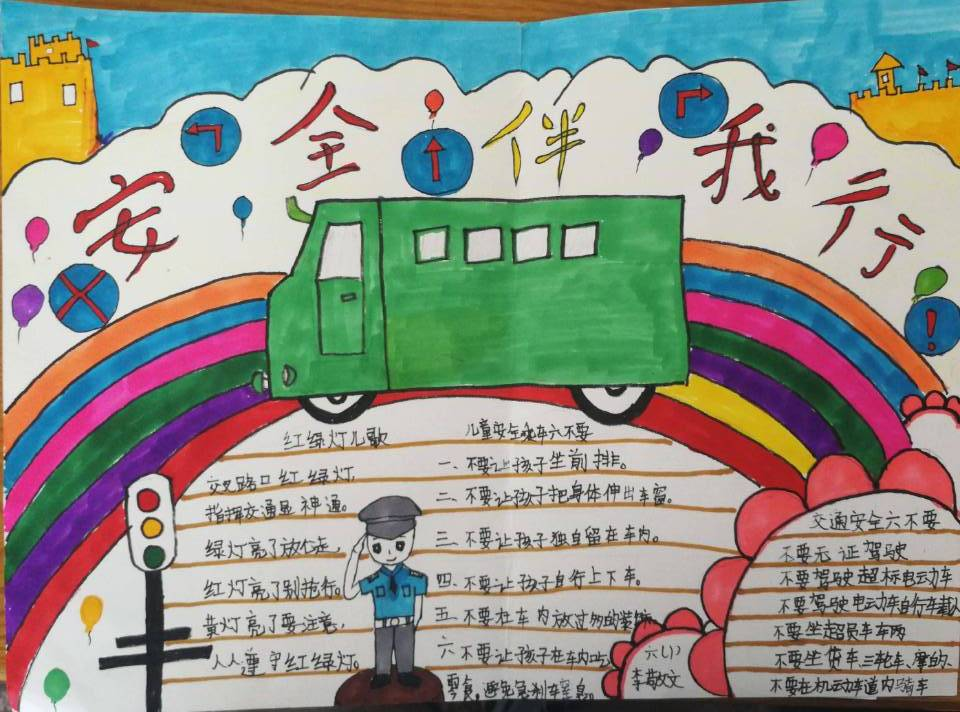 安全伴我行
红绿灯儿歌
交叉路口红绿灯,
指挥交通显神通。
绿灯亮了放心走,
红灯亮了别抢行。
黄灯亮了要注意,
人人遵守红绿灯。
儿童安全乘车六不要
一、不要让孩子坐前排。
二、不要让孩子把身体伸出车窗。
三、不要让孩子独自留在车内。
四、不要让孩子自行上下车。
五、不要在车内放过多的装饰
六、不要让孩子在车内吃
零食,避免急刹车窒息。
交通安全六不要
不要无证驾驶
不要驾驶超标电动车
不要驾驶电动车自行车载人
不要坐超员车车辆
不要坐货车、三轮车、摩的、
不要在机动车道内骑车
六(1)
李
文